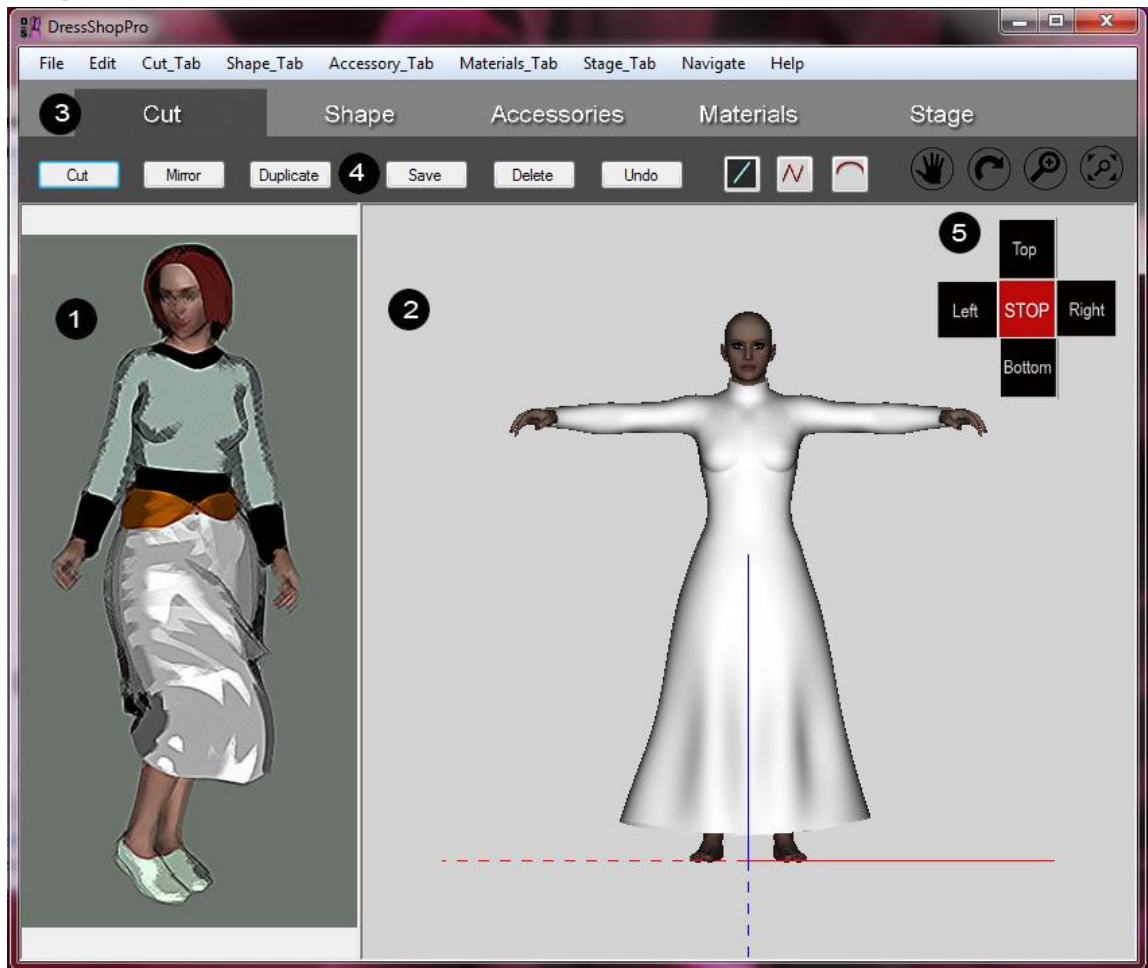 DressShopPro
File Edit Cut_Tab Shape_Tab Accessory_Tab Materials_Tab Stage_Tab Navigate Help
3 Cut Shape Accessories Materials Stage
Cut Mirror Duplicate 4 Save Delete Undo
5
Top
1
2
Left STOP Right
Bottom